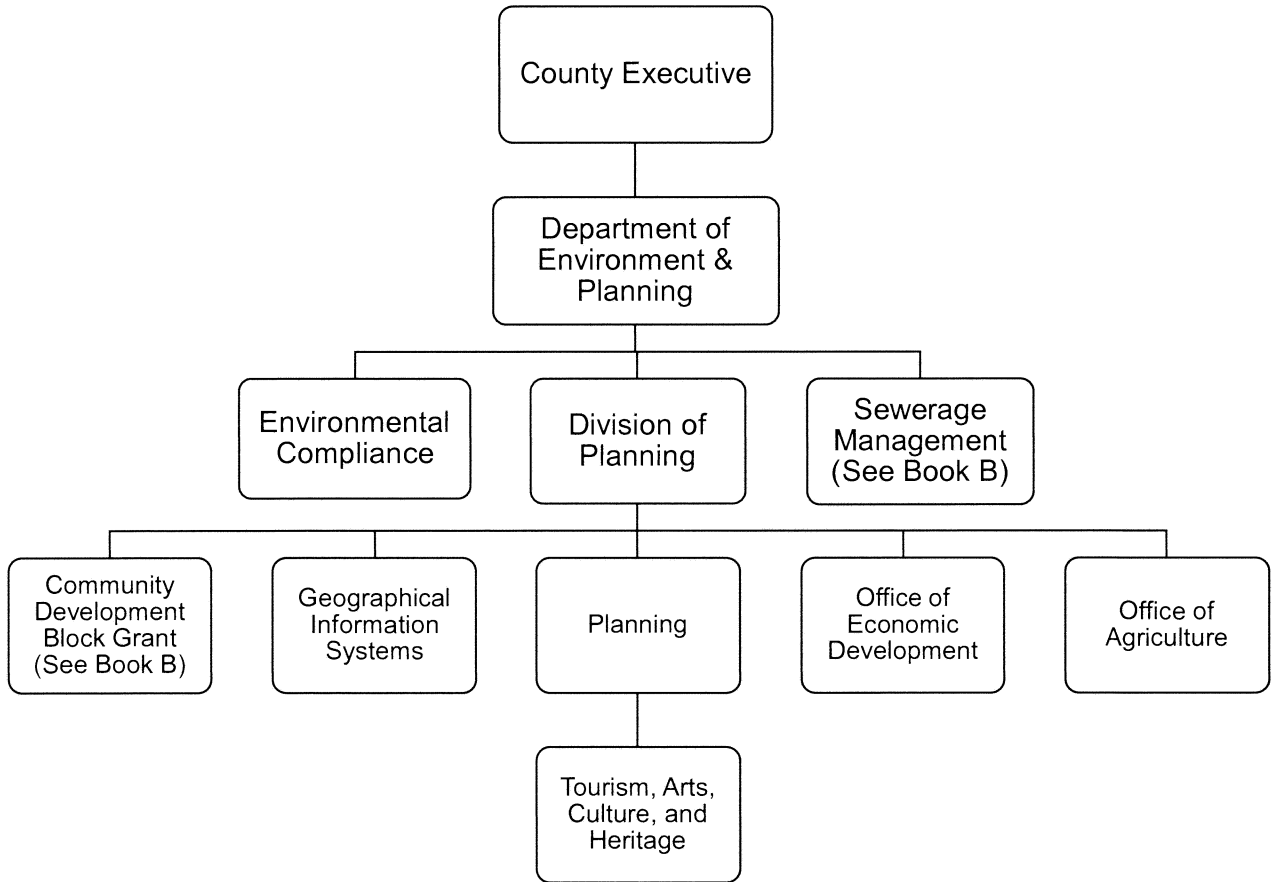 County Executive
Department of
Environment &
Planning
Environmental
Compliance
Division of
Planning
Sewerage
Management
(See Book B)
Community
Development
Block Grant
(See Book B)
Geographical
Information
Systems
Planning
Office of
Economic
Development
Office of
Agriculture
Tourism, Arts,
Culture, and
Heritage